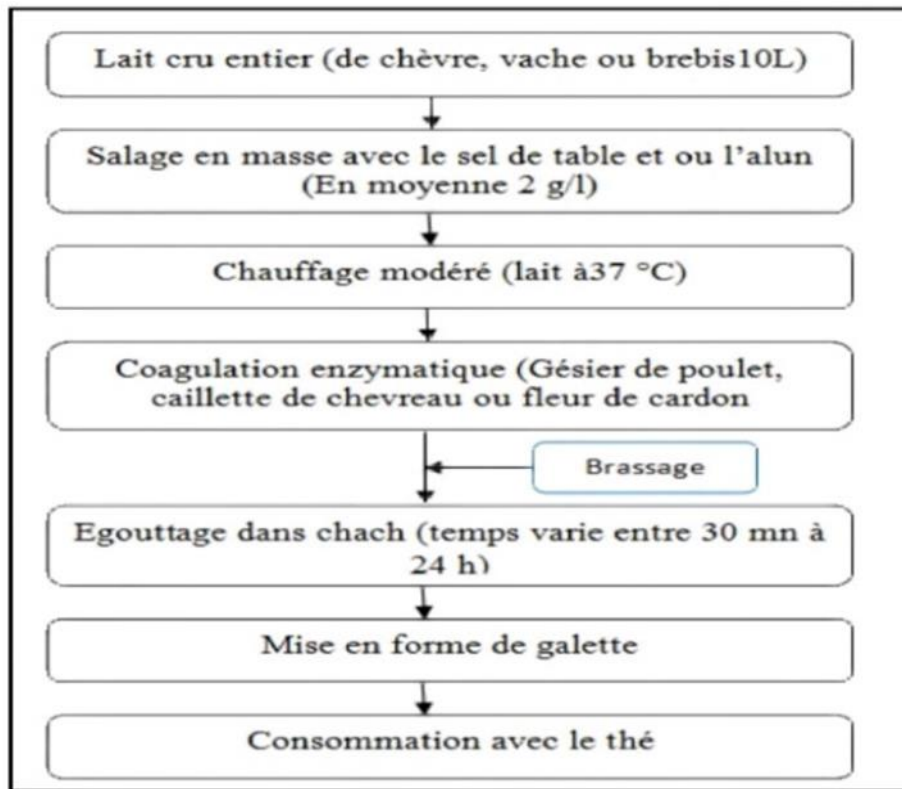 Lait cru entier (de chèvre, vache ou brebis10L)
Salage en masse avec le sel de table et ou l'alun
(En moyenne 2 g/l)
Chauffage modéré (lait à37 °C)
Coagulation enzymatique (Gésier de poulet,
caillette de chevreau ou fleur de cardon
Brassage
Egouttage dans chach (temps varie entre 30 mn à
24 h)
Mise en forme de galette
Consommation avec le thé